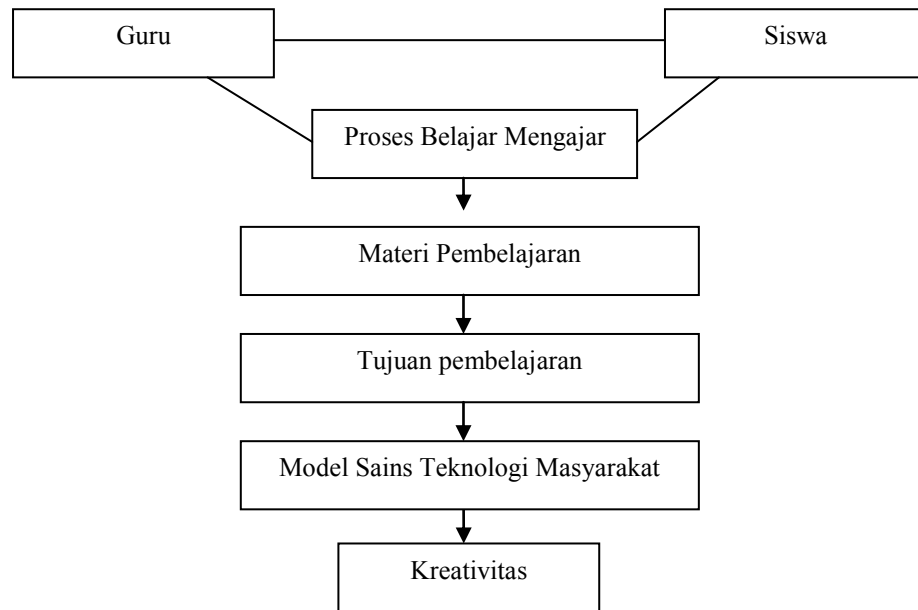 Guru
Siswa
Proses Belajar Mengajar
Materi Pembelajaran
Tujuan pembelajaran
Model Sains Teknologi Masyarakat
Kreativitas